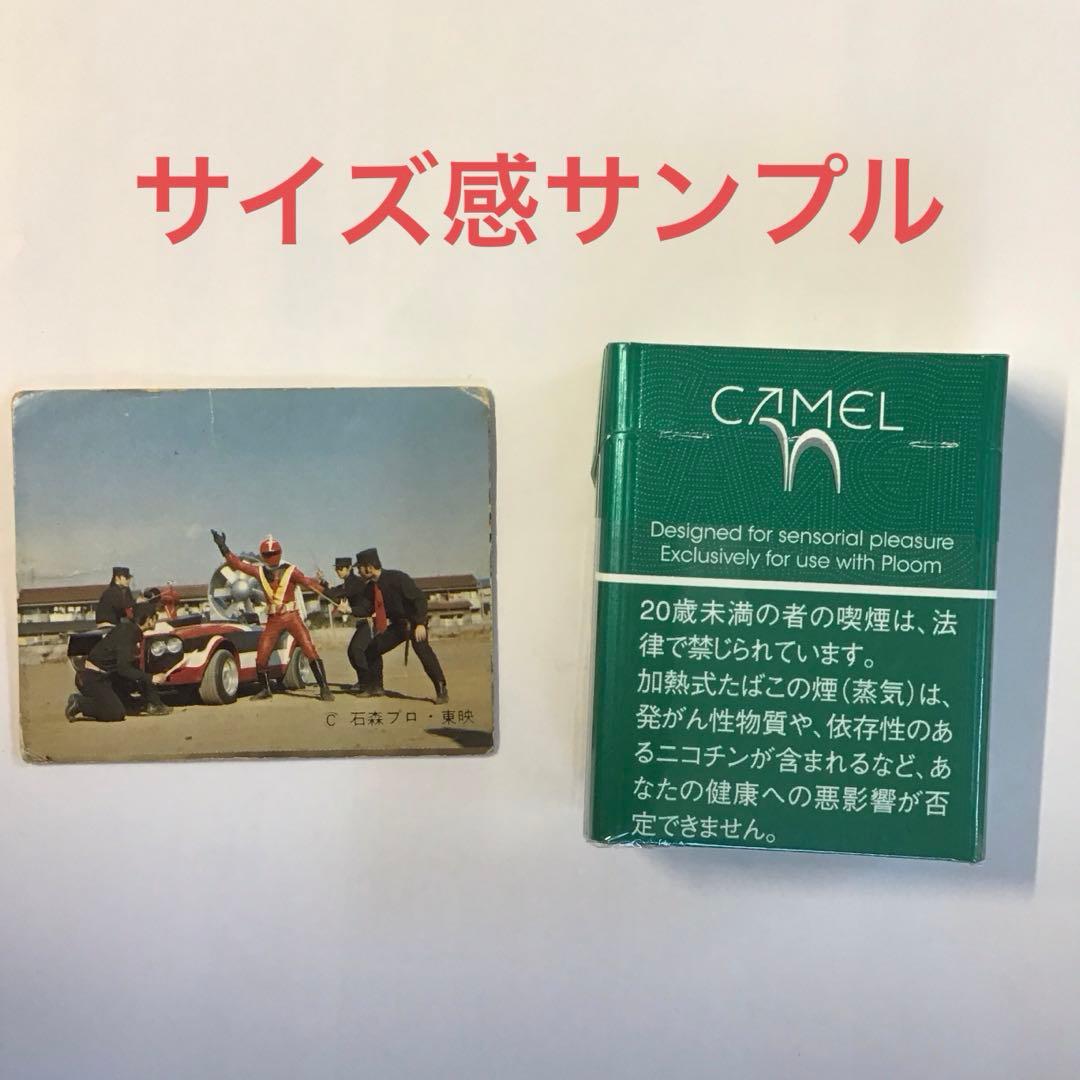 サイズ感サンプル
C 石森プロ・東映
CAMEL
Designed for sensorial pleasure
Exclusively for use with Ploom
20歳未満の者の喫煙は、法
律で禁じられています。
加熱式たばこの煙(蒸気)は、
発がん性物質や、依存性のあ
るニコチンが含まれるなど、あ
なたの健康への悪影響が否
定できません。